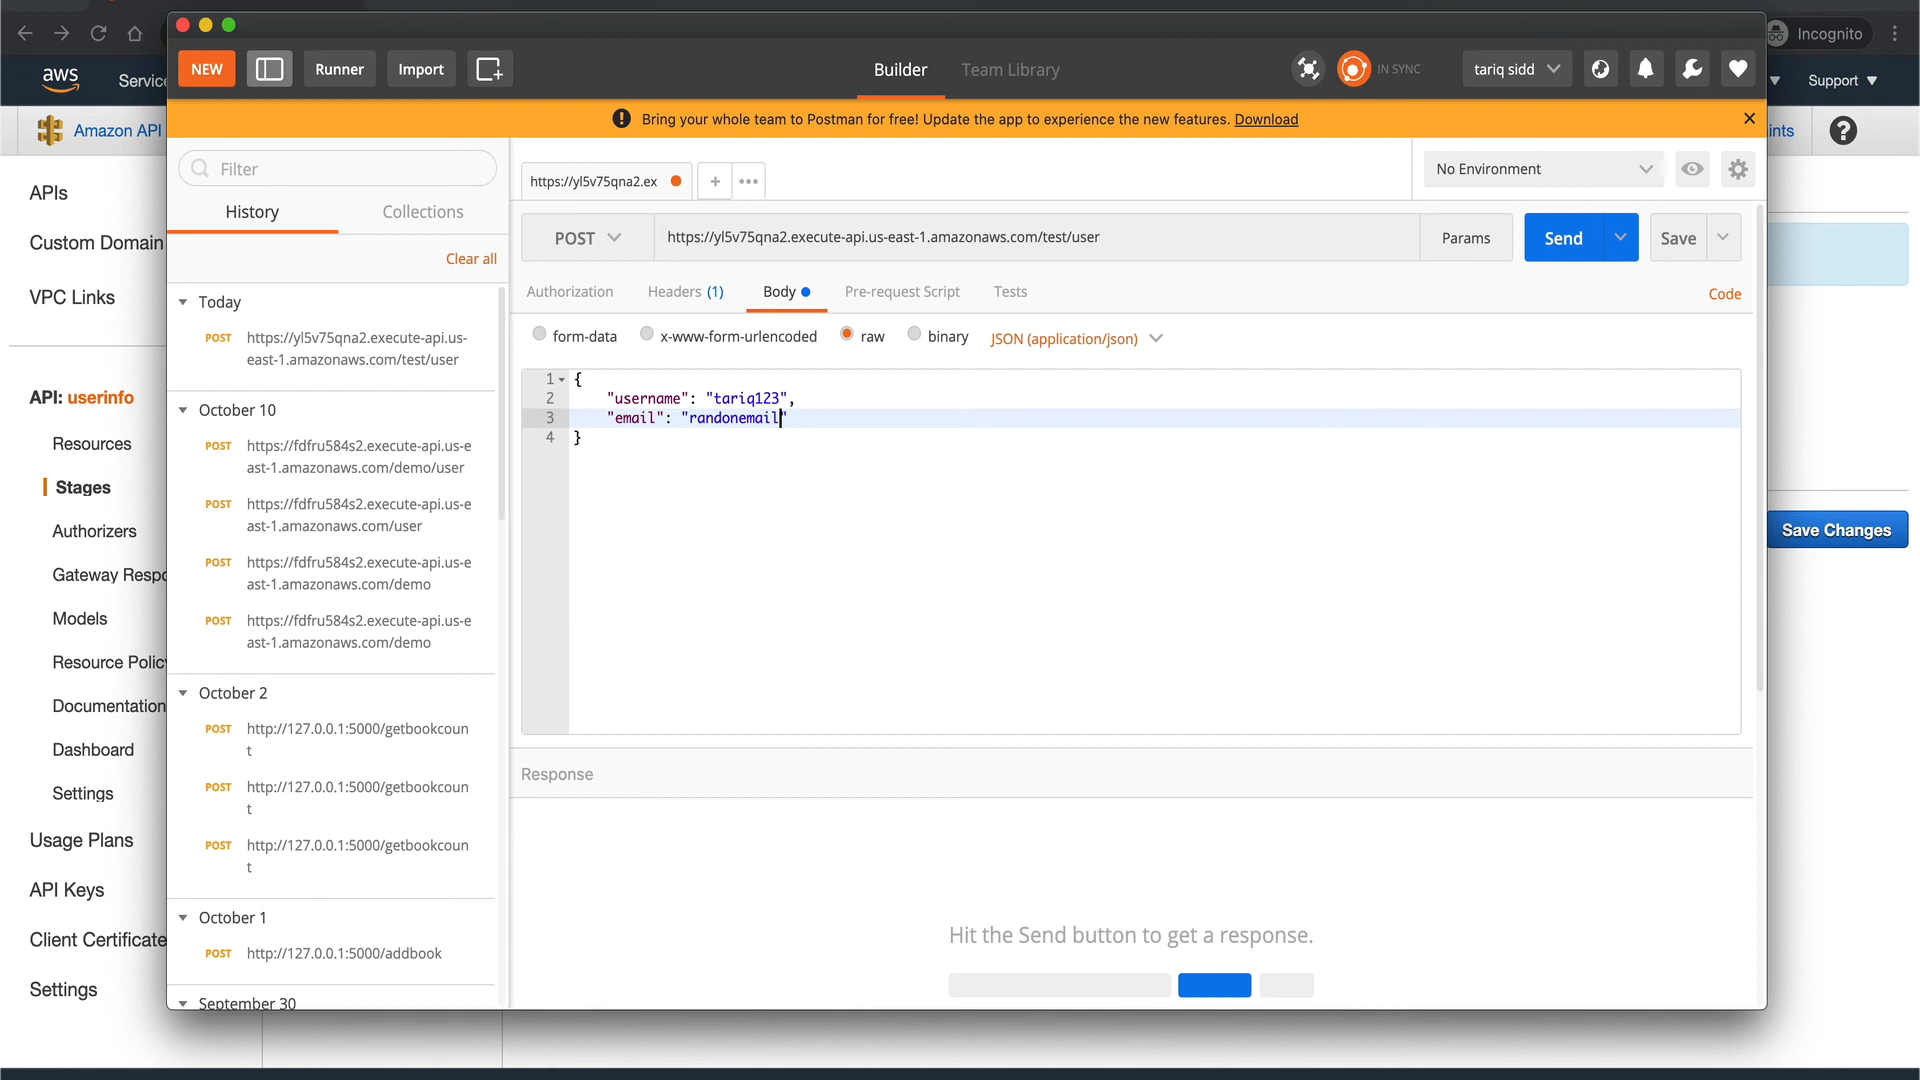 Incognito
aws
Service
Support
Amazon API
ints
?
APIs
Custom Domain
VPC Links
API: userinfo
Resources
Stages
Authorizers
Gateway Respo
Models
Resource Policy
Documentation
Dashboard
Settings
Usage Plans
API Keys
Client Certificate
Settings
Save Changes
NEW
Runner
Import
Builder
Team Library
IN SYNC
tariq sidd
Bring your whole team to Postman for free! Update the app to experience the new features. Download
Filter
History
Collections
Clear all
Today
POST https://yl5v75qna2.execute-api.us-
east-1.amazonaws.com/test/user
October 10
POST https://fdfru584s2.execute-api.us-e
ast-1.amazonaws.com/demo/user
POST https://fdfru584s2.execute-api.us-e
ast-1.amazonaws.com/user
POST https://fdfru584s2.execute-api.us-e
ast-1.amazonaws.com/demo
POST https://fdfru584s2.execute-api.us-e
ast-1.amazonaws.com/demo
October 2
POST http://127.0.0.1:5000/getbookcoun
t
POST http://127.0.0.1:5000/getbookcoun
t
POST http://127.0.0.1:5000/getbookcoun
t
October 1
POST http://127.0.0.1:5000/addbook
September 30
https://yl5v75qna2.ex
No Environment
POST
https://yl5v75qna2.execute-api.us-east-1.amazonaws.com/test/user
Params
Send
Save
Authorization
Headers (1)
Body
Pre-request Script
Tests
Code
form-data
x-www-form-urlencoded
raw
binary
JSON (application/json)
1 {
2 "username": "tariq123",
3 "email": "randonemail"
4 }
Response
Hit the Send button to get a response.